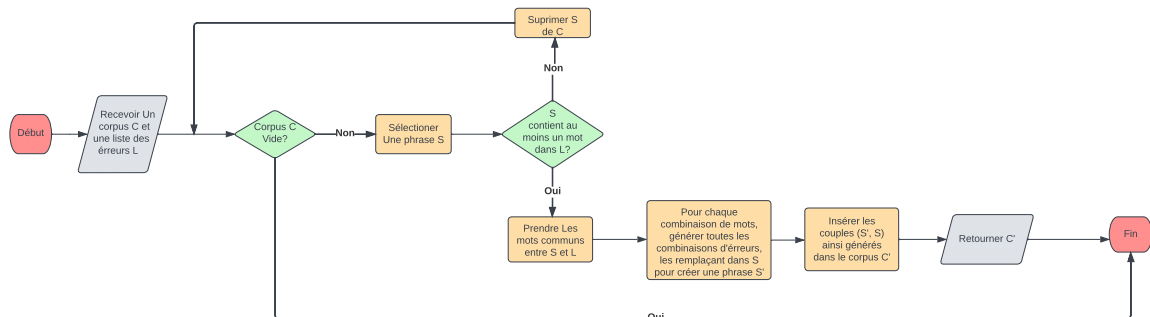 Suprimer S
de C
Non
Début
Recevoir Un
corpus C et
une liste des
érreurs L
Corpus C
Vide?
Non
Sélectioner
Une phrase S
S
contient au
moins un mot
dans L?
Oui
Prendre Les
mots communs
entre S et L
Pour chaque
combinaison de mots,
générer toutes les
combinaisons d'érreurs,
les remplaçant dans S
pour créer une phrase S'
Insérer les
couples (S', S)
ainsi générés
dans le corpus C'
Retourner C'
Fin
Oui